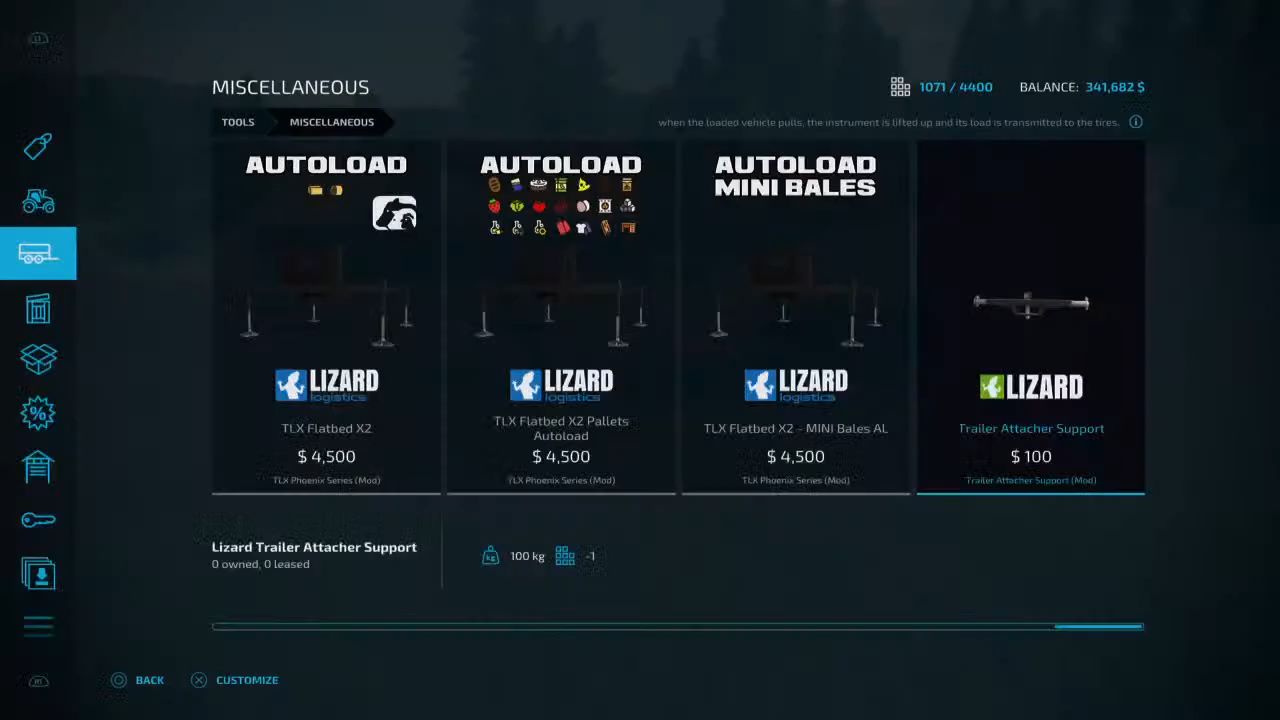 MISCELLANEOUS
1071 / 4400
BALANCE: 341,682 $
TOOLS
MISCELLANEOUS
when the loaded vehicle pulls, the instrument is lifted up and its load is transmitted to the tires.
AUTOLOAD
LIZARD
logistics
TLX Flatbed X2
$ 4,500
TLX Phoenix Series (Mod)
AUTOLOAD
LIZARD
logistics
TLX Flatbed X2 Pallets
Autoload
$ 4,500
TLX Phoenix Series (Mod)
AUTOLOAD
MINI BALES
LIZARD
logistics
TLX Flatbed X2 - MINI Bales AL
$ 4,500
TLX Phoenix Series (Mod)
LIZARD
Trailer Attacher Support
$ 100
Trailer Attacher Support (Mod)
Lizard Trailer Attacher Support
0 owned, 0 leased
kg
100 kg
-1
BACK
CUSTOMIZE